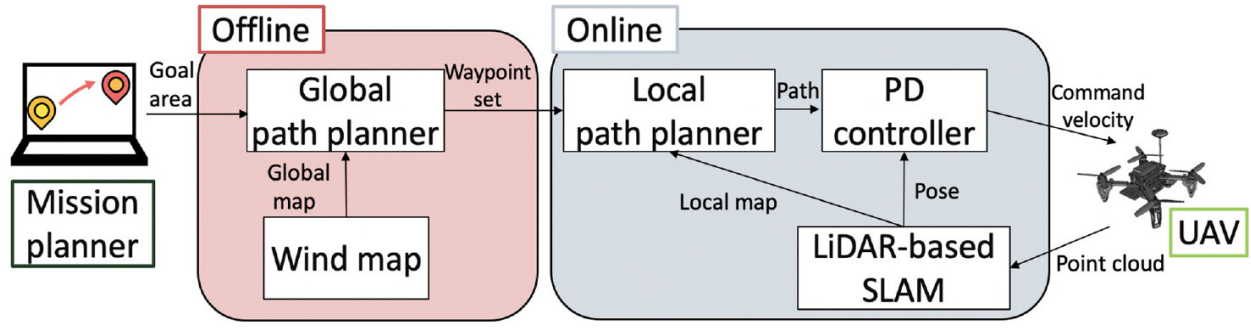 Offline
Online
Goal
area
Global
path planner
Waypoint
set
Local
path planner
Path
PD
controller
Command
velocity
Mission
planner
Global
map
Wind map
Local map
Pose
LiDAR-based
SLAM
Point cloud
UAV